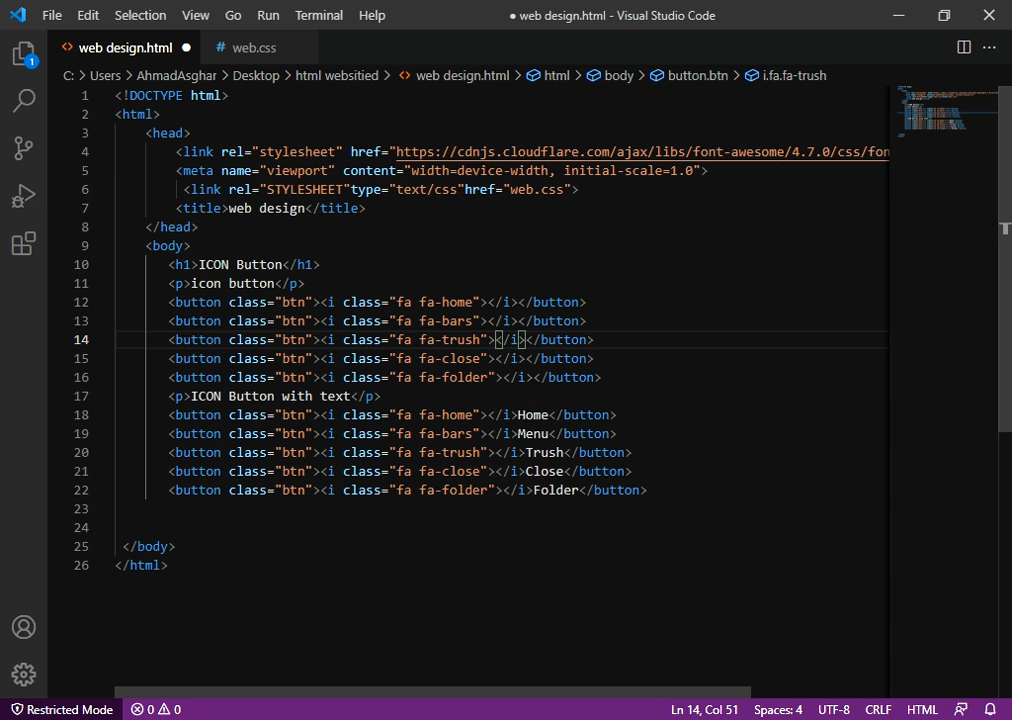 File Edit Selection View Go Run Terminal Help
● web design.html - Visual Studio Code
<> web design.html ● # web.css
C: > Users > AhmadAsghar > Desktop > html websitied > <> web design.html > html > body > button.btn > i.fa.fa-trush
1 <!DOCTYPE html>
2 <html>
3 <head>
4 <link rel="stylesheet" href="https://cdnjs.cloudflare.com/ajax/libs/font-awesome/4.7.0/css/fon
5 <meta name="viewport" content="width=device-width, initial-scale=1.0">
6 <link rel="STYLESHEET"type="text/css"href="web.css">
7 <title>web design</title>
8 </head>
9 <body>
10 <h1>ICON Button</h1>
11 <p>icon button</p>
12 <button class="btn"><i class="fa fa-home"></i></button>
13 <button class="btn"><i class="fa fa-bars"></i></button>
14 <button class="btn"><i class="fa fa-trush"></i></button>
15 <button class="btn"><i class="fa fa-close"></i></button>
16 <button class="btn"><i class="fa fa-folder"></i></button>
17 <p>ICON Button with text</p>
18 <button class="btn"><i class="fa fa-home"></i>Home</button>
19 <button class="btn"><i class="fa fa-bars"></i>Menu</button>
20 <button class="btn"><i class="fa fa-trush"></i>Trush</button>
21 <button class="btn"><i class="fa fa-close"></i>Close</button>
22 <button class="btn"><i class="fa fa-folder"></i>Folder</button>
23
24
25 </body>
26 </html>
1
Restricted Mode 0 0 Ln 14, Col 51 Spaces: 4 UTF-8 CRLF HTML